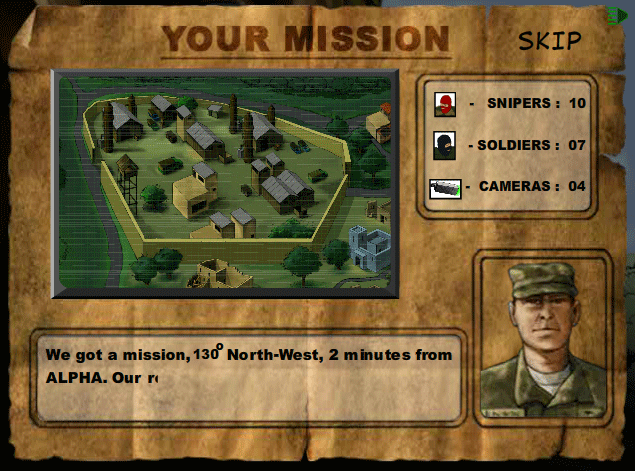 YOUR MISSION
SKIP
- SNIPERS : 10
- SOLDIERS : 07
- CAMERAS : 04
We got a mission,130° North-West, 2 minutes from
ALPHA. Our